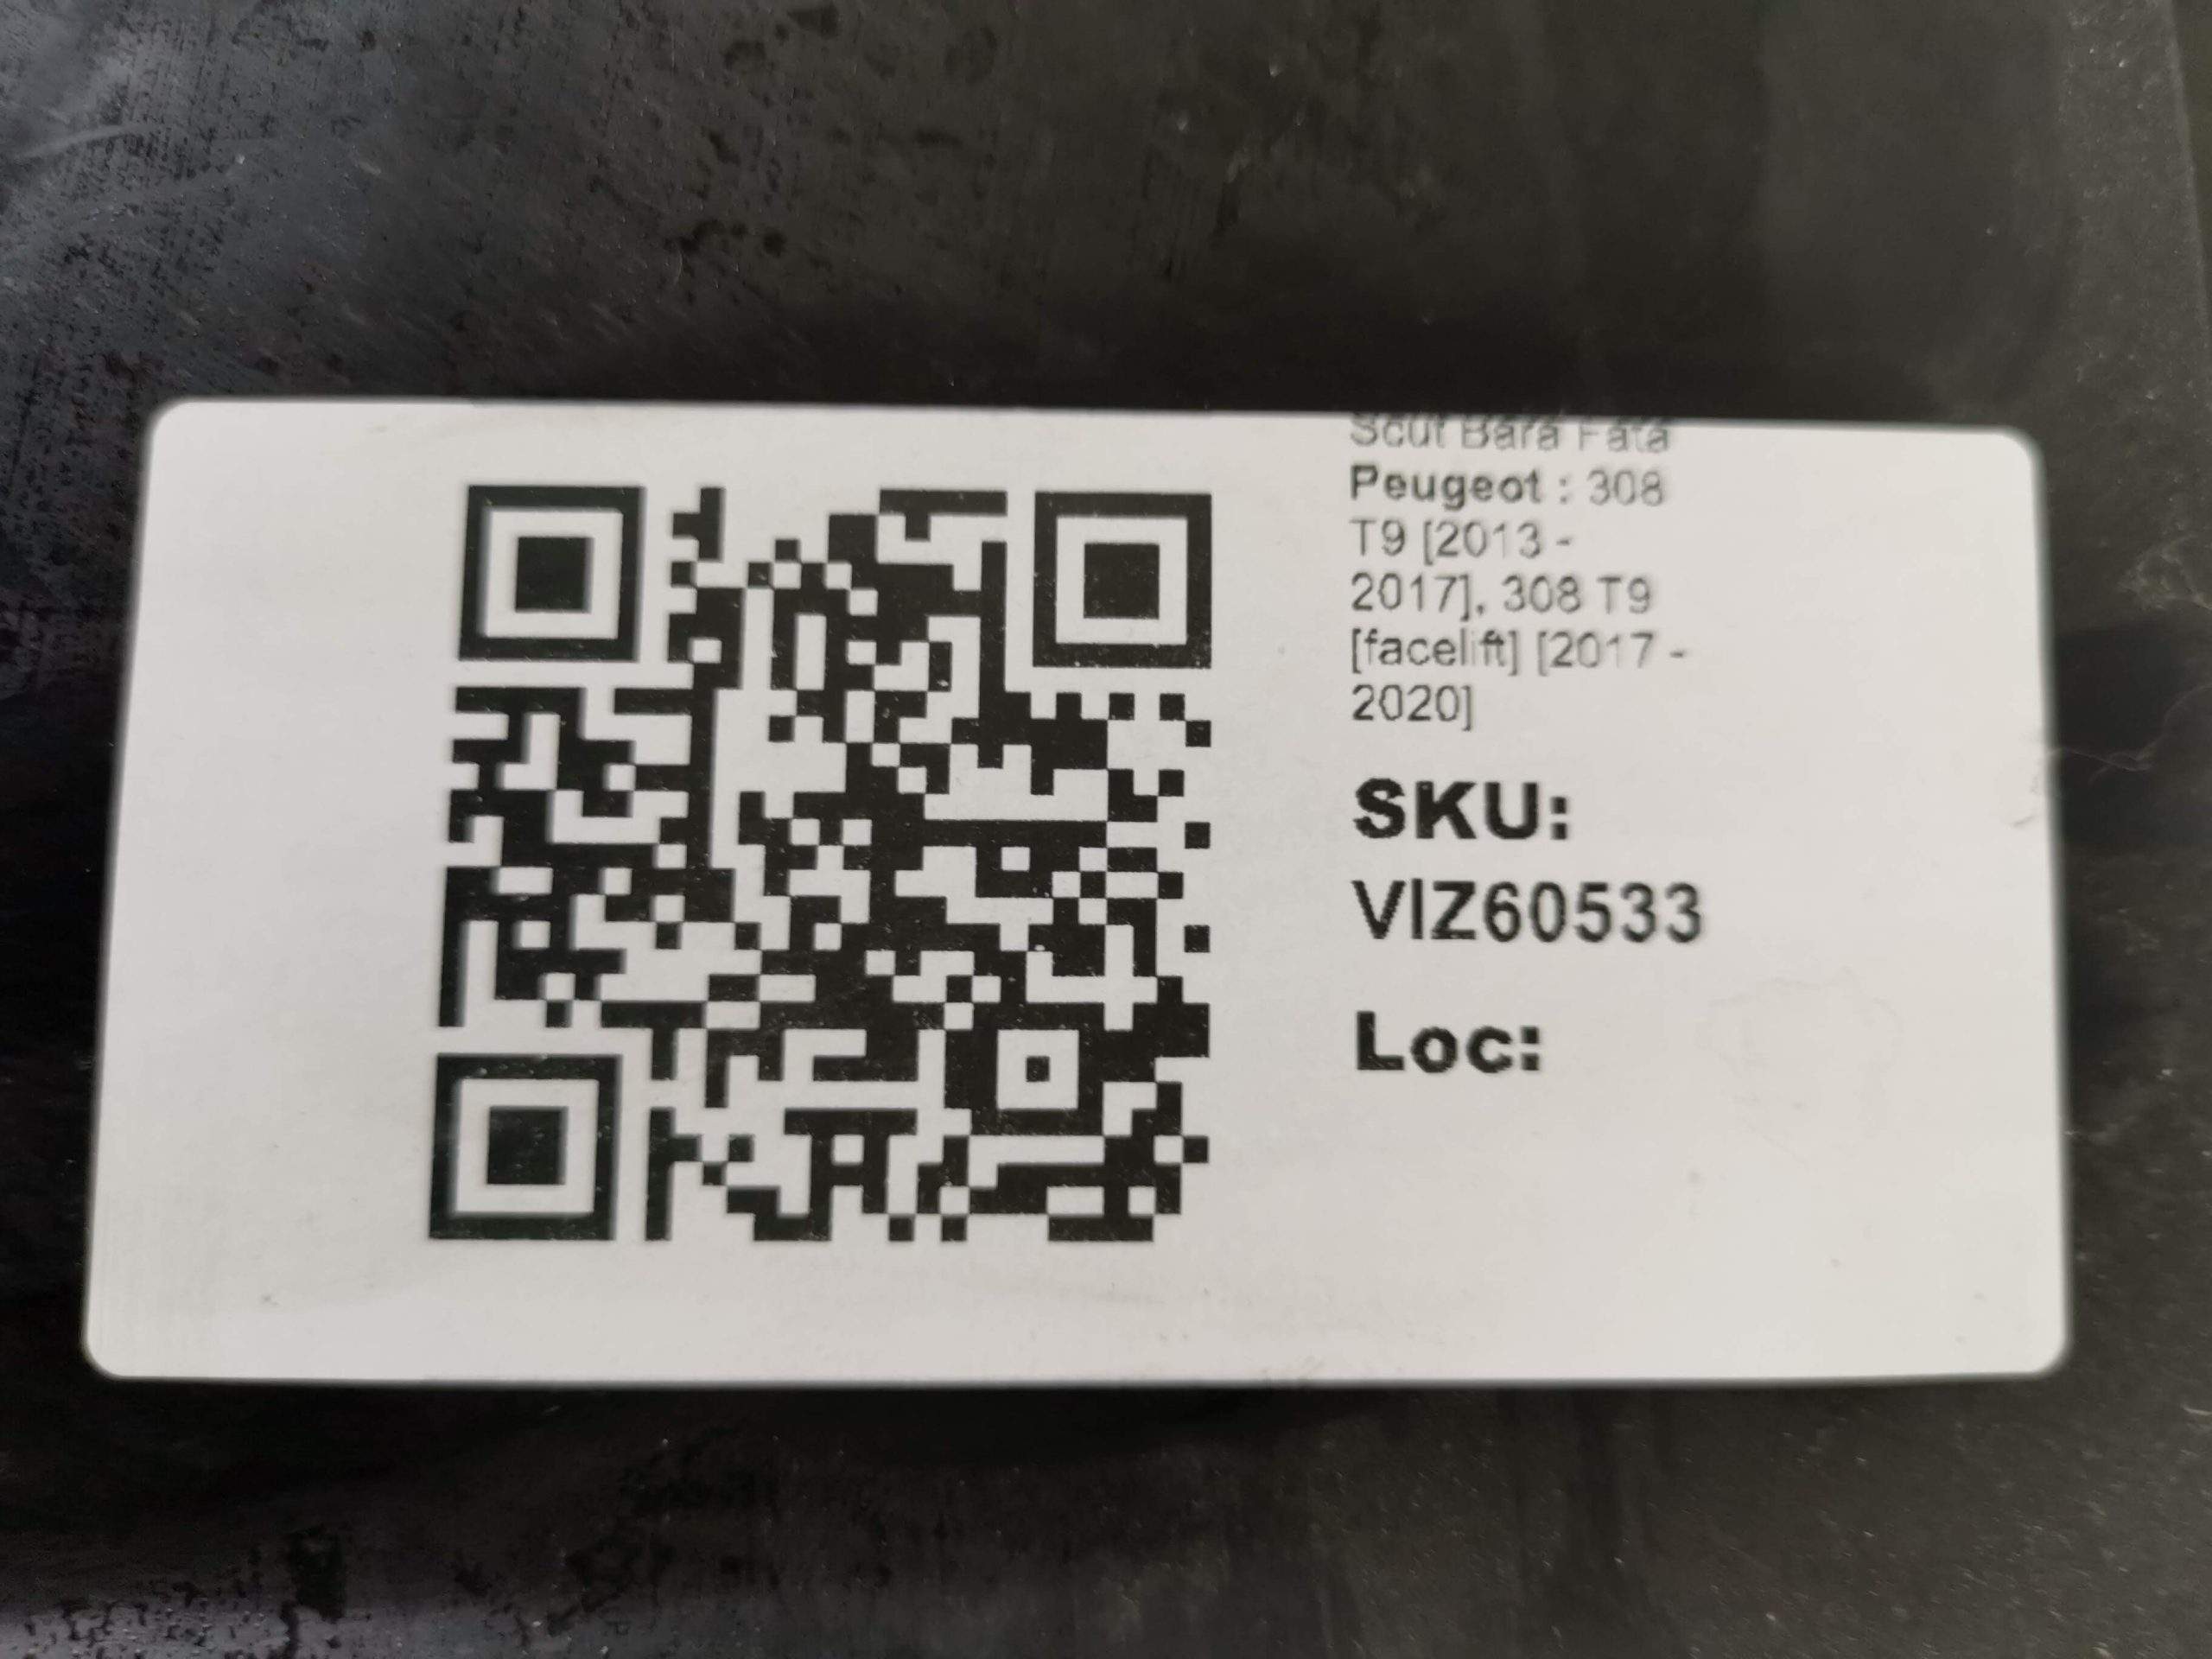 Scut Bara Fata
Peugeot : 308
T9 [2013 -
2017], 308 T9
[facelift] [2017 -
2020]
SKU:
VIZ60533
Loc: